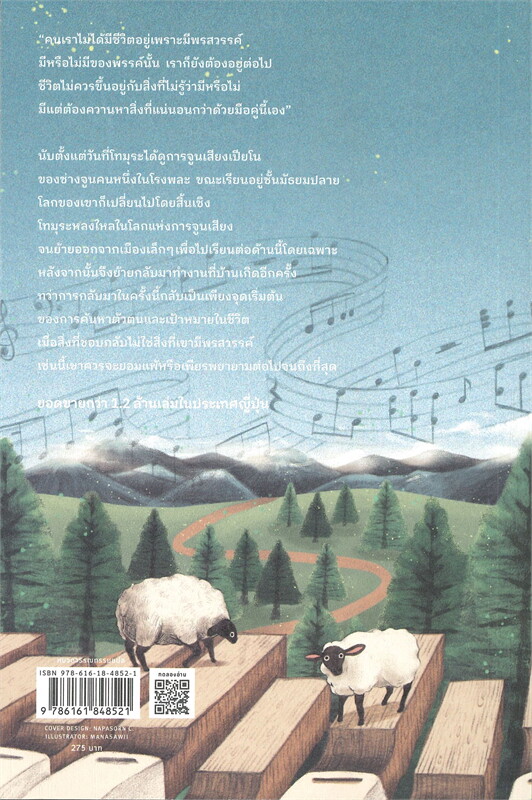 "คนเราไม่ได้มีชีวิตอยู่เพราะมีพรสวรรค์
มีหรือไม่มีของพรรค์นั้น เราก็ยังต้องอยู่ต่อไป
ชีวิตไม่ควรขึ้นอยู่กับสิ่งที่ไม่รู้ว่ามีหรือไม่
มีแต่ต้องควานหาสิ่งที่แน่นอนกว่าด้วยมือคู่นี้เอง"
นับตั้งแต่วันที่โทมุระได้ดูการจูนเสียงเปียโน
ของช่างจูนคนหนึ่งในโรงพละ ขณะเรียนอยู่ชั้นมัธยมปลาย
โลกของเขาก็เปลี่ยนไปโดยสิ้นเชิง
โทมุระหลงใหลในโลกแห่งการจูนเสียง
จนย้ายออกจากเมืองเล็กๆ เพื่อไปเรียนต่อด้านนี้โดยเฉพาะ
หลังจากนั้นจึงย้ายกลับมาทำงานที่บ้านเกิดอีกครั้ง
ทว่าการกลับมาในครั้งนี้กลับเป็นเพียงจุดเริ่มต้น
ของการค้นหาตัวตนและเป้าหมายในชีวิต
เมื่อสิ่งที่ชอบกลับไม่ใช่สิ่งที่เขามีพรสวรรค์
เช่นนี้เขาควรจะยอมแพ้หรือเพียรพยายามต่อไปจนถึงที่สุด
ยอดขายกว่า 1.2 ล้านเล่มในประเทศญี่ปุ่น
หมวดวรรณกรรมแปล
ISBN 978-616-18-4852-1
ทดลองอ่าน
9 786161 848521
COVER DESIGN: NAPASORN L.
ILLUSTRATOR: MANASAWII
275 บาท